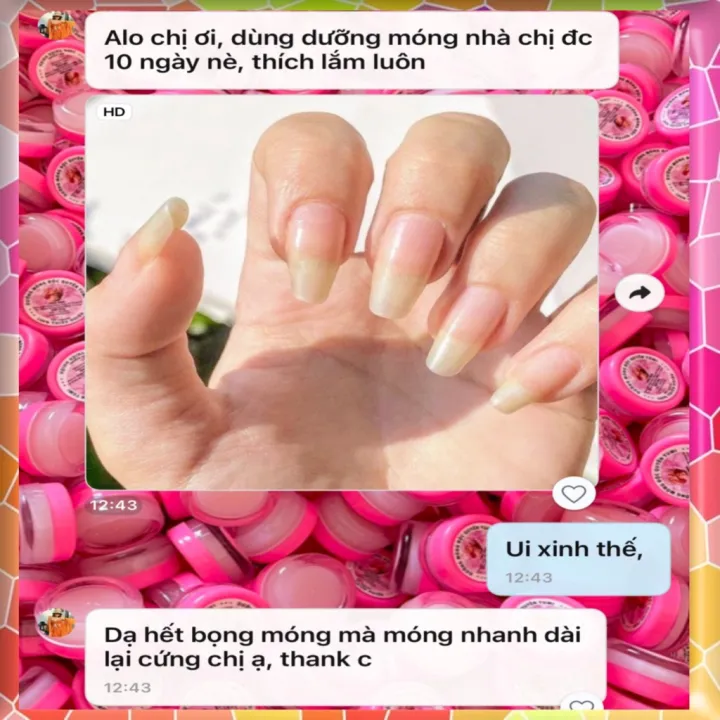 Alo chị ơi, dùng dưỡng móng nhà chị đc
10 ngày nè, thích lắm luôn
HD
12:43
Ui xinh thế,
12:43
Dạ hết bọng móng mà móng nhanh dài
lại cứng chị ạ, thank c
12:43